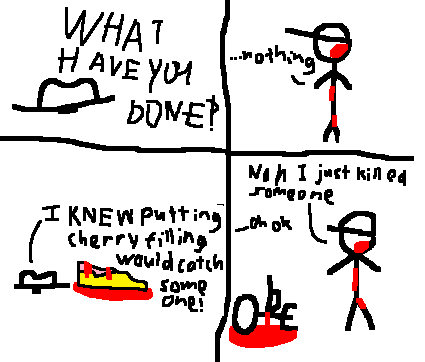 WHAT
HAVE YOU
DONE?
...nothing
I KNEW Putting
cherry filling
would catch
some
one!
Nah I just killed
someone
...oh ok